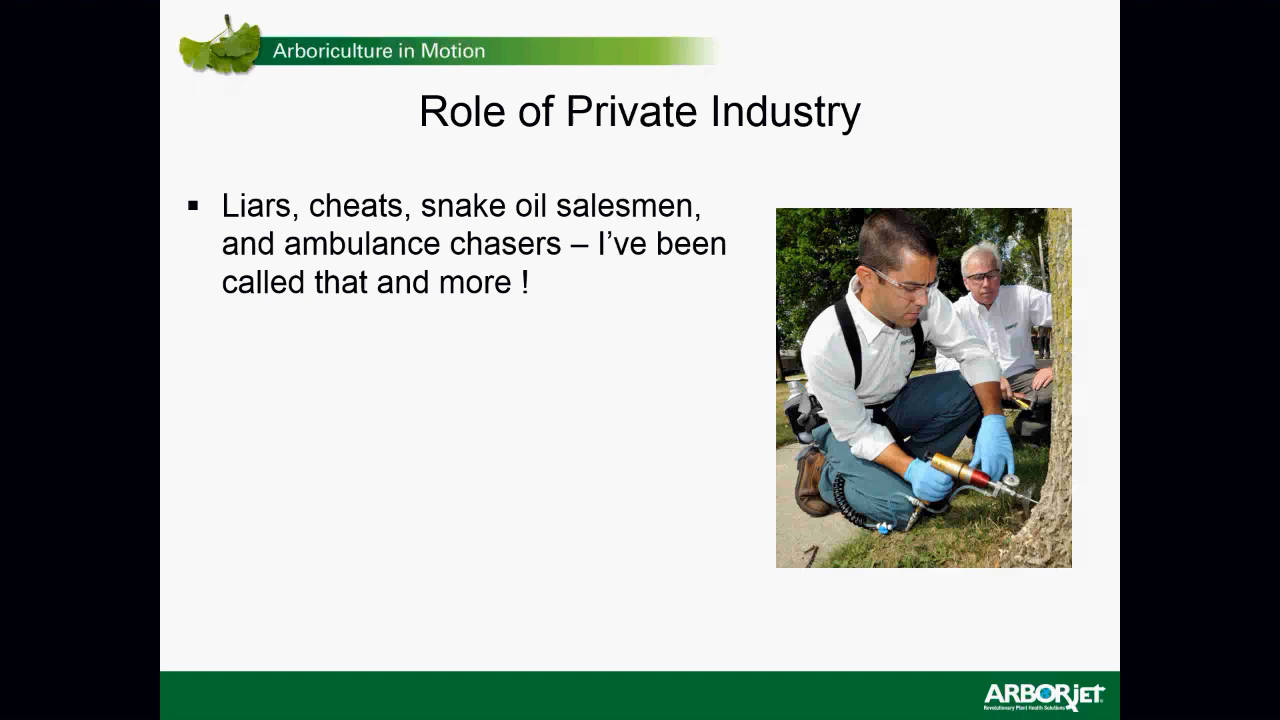 Arboriculture in Motion
Role of Private Industry
▪ Liars, cheats, snake oil salesmen,
and ambulance chasers – I’ve been
called that and more !
ARBORjet
Revolutionary Plant Health Solutions